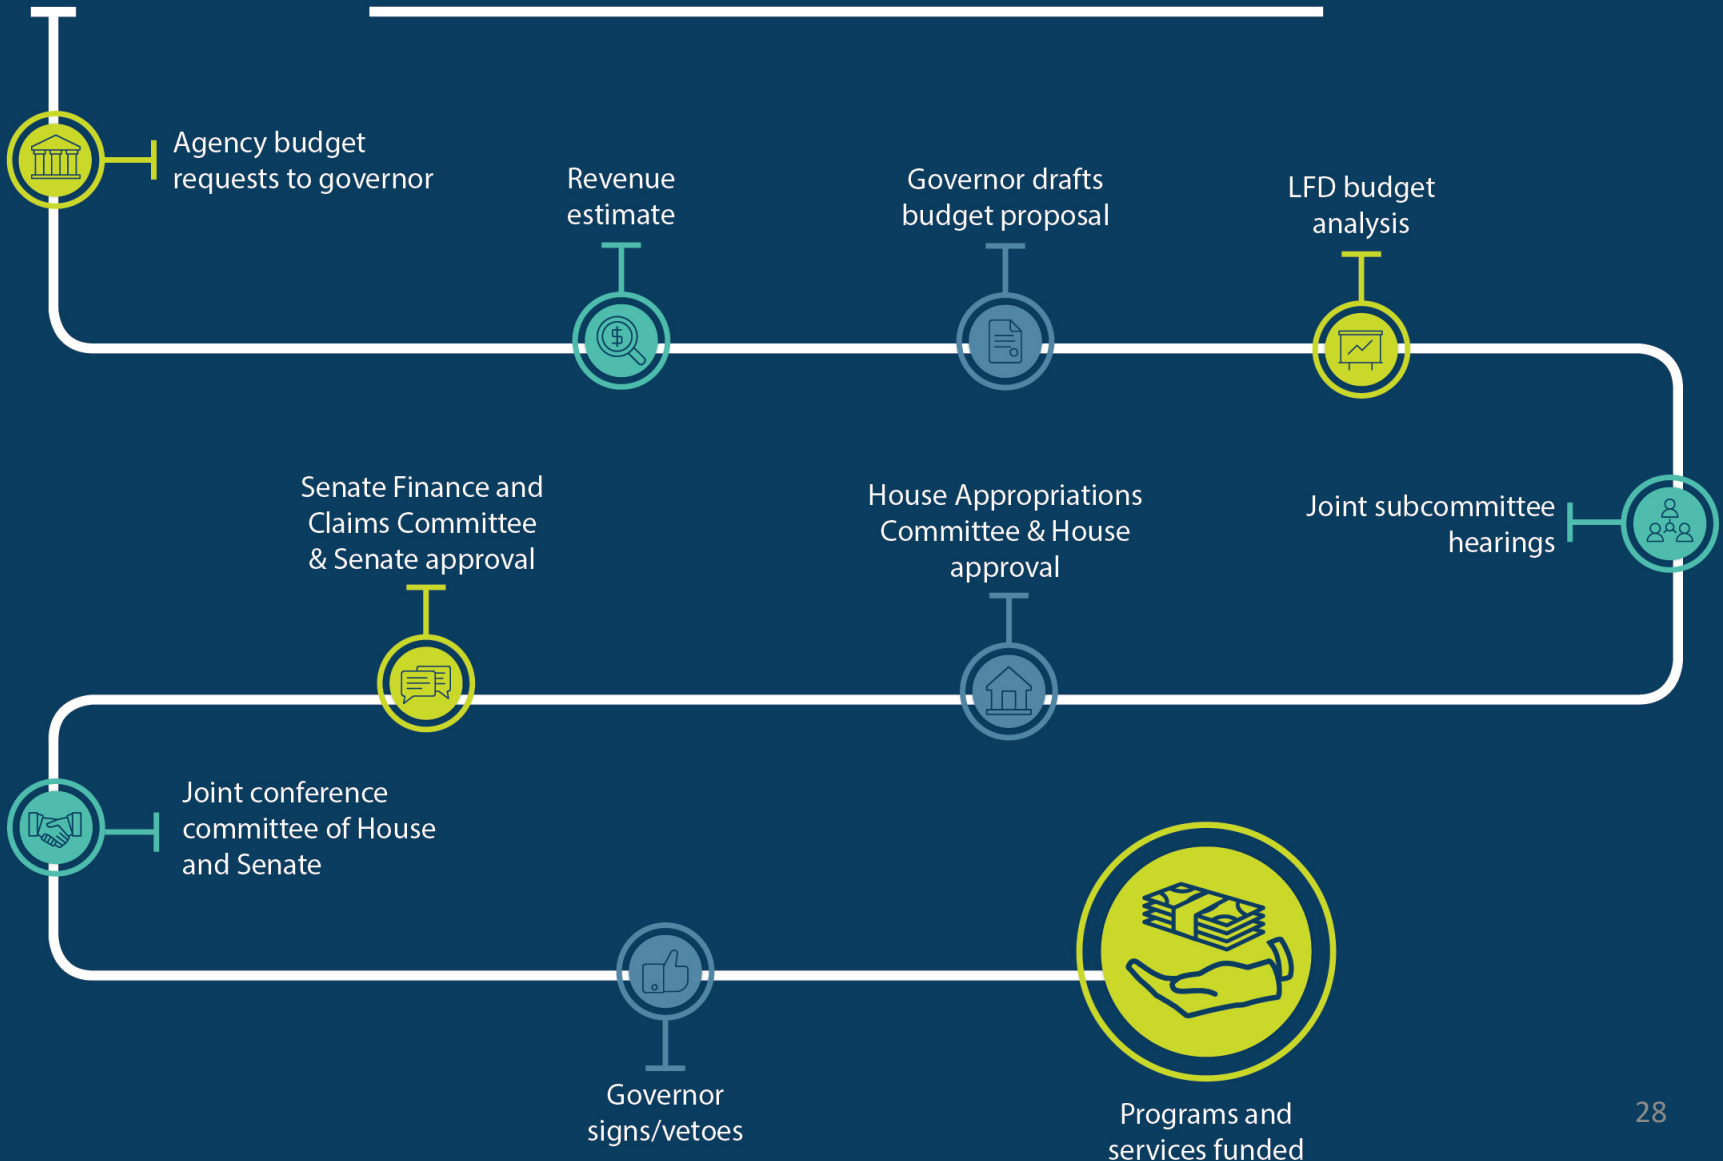 Agency budget
requests to governor
Revenue
estimate
Governor drafts
budget proposal
LFD budget
analysis
Joint subcommittee
hearings
House Appropriations
Committee & House
approval
Senate Finance and
Claims Committee
& Senate approval
Joint conference
committee of House
and Senate
Governor
signs/vetoes
Programs and
services funded
$
28